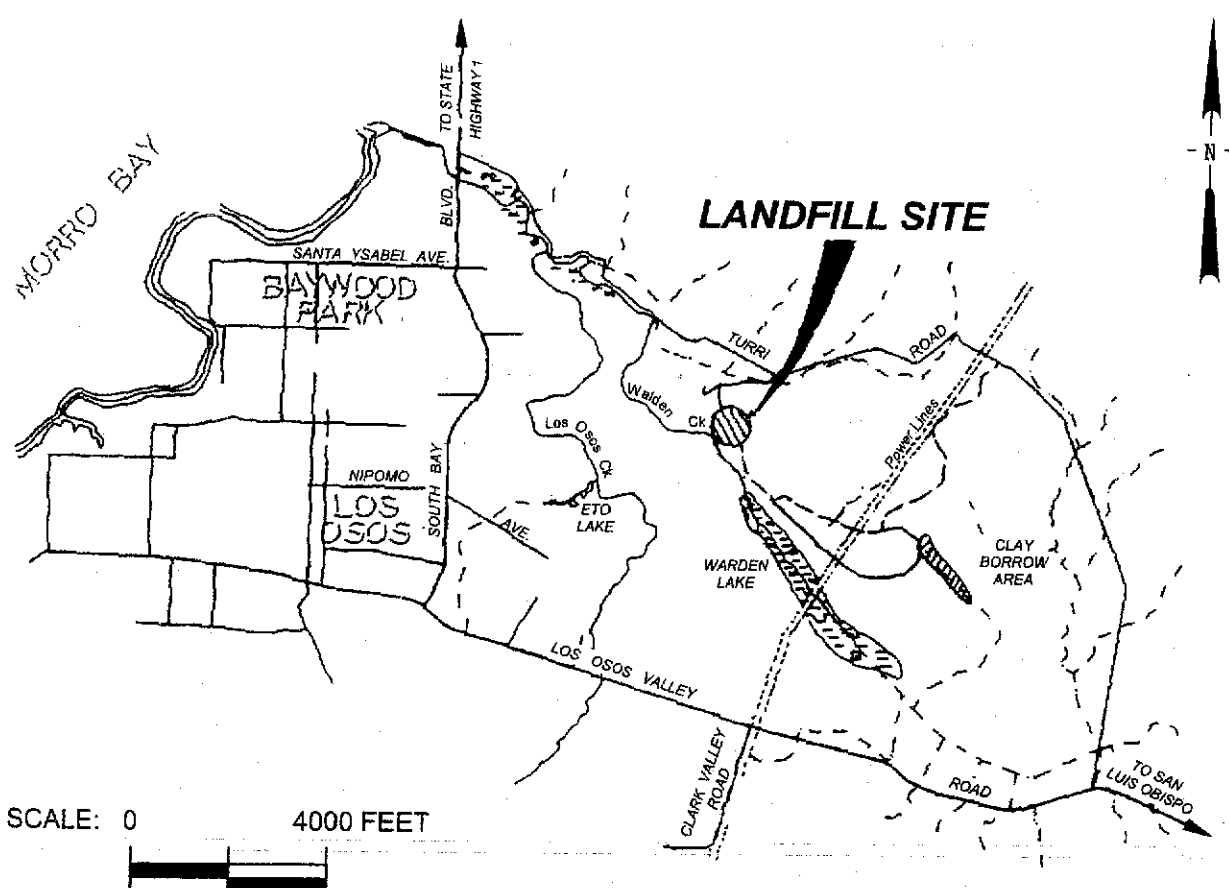 TO STATE
HIGHWAY 1
N
MORRO BAY
BLVD.
LANDFILL SITE
SANTA YSABEL AVE.
BAYWOOD
PARK
TURRI
ROAD
Walden
Ck
Power Lines
Los Osos Ck
NIPOMO
AVE.
SOUTH BAY
LOS
OSOS
ETO
LAKE
WARDEN
LAKE
CLAY
BORROW
AREA
LOS OSOS VALLEY
ROAD
CLARK VALLEY
ROAD
TO SAN
LUIS OBISPO
SCALE: 0 4000 FEET